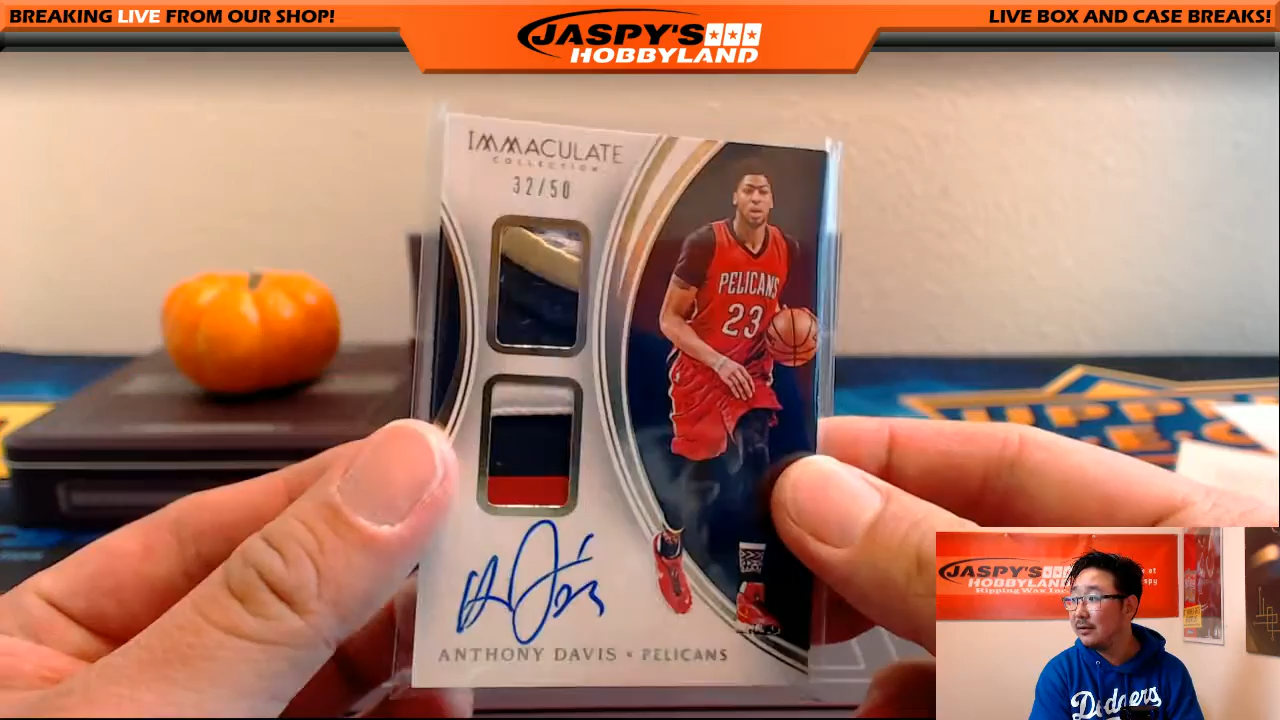 BREAKING LIVE FROM OUR SHOP!
JASPY'S
HOBBYLAND
LIVE BOX AND CASE BREAKS!
IMMACULATE
COLLECTION
32/50
PELICANS
23
ANTHONY DAVIS • PELICANS
JASPY'S
HOBBYLAND
Ripping Wax
Dodgers